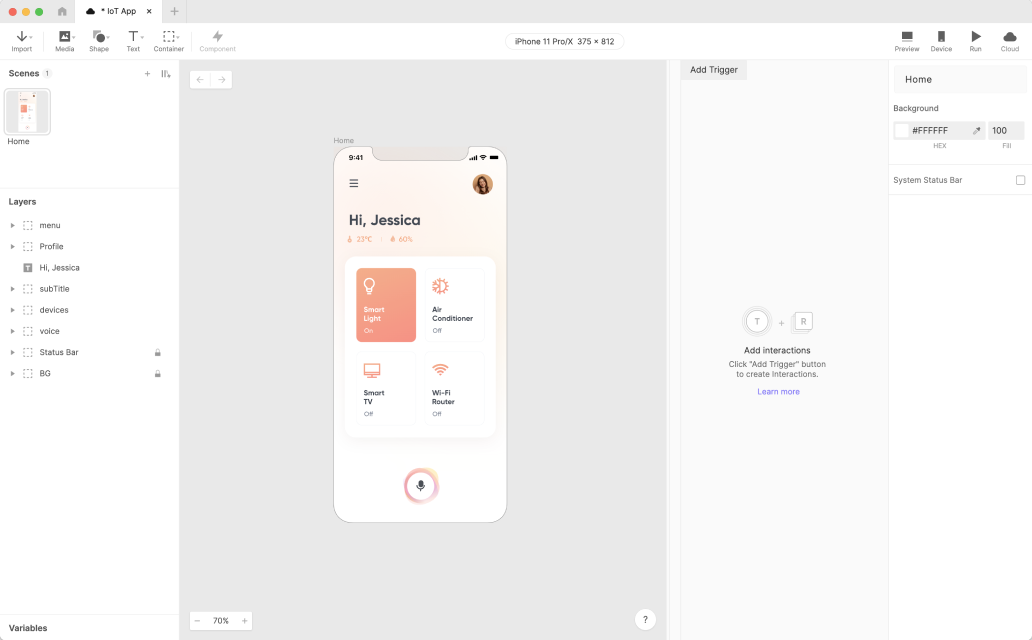 * IoT App
Import
Media
Shape
Text
Container
Component
iPhone 11 Pro/X 375 × 812
Preview
Device
Run
Cloud
Scenes 1
Home
Layers
menu
Profile
T Hi, Jessica
subTitle
devices
voice
Status Bar
BG
Variables
Home
9:41
Hi, Jessica
23°C
60%
Smart
Light
On
Air
Conditioner
Off
Smart
TV
Off
Wi-Fi
Router
Off
70%
?
Add Trigger
T + R
Add interactions
Click "Add Trigger" button
to create Interactions.
Learn more
Home
Background
#FFFFFF 100
HEX Fill
System Status Bar